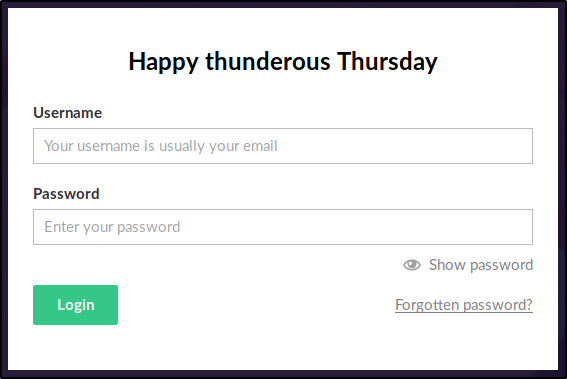 Happy thunderous Thursday
Username
Your username is usually your email
Password
Enter your password
Show password
Login
Forgotten password?